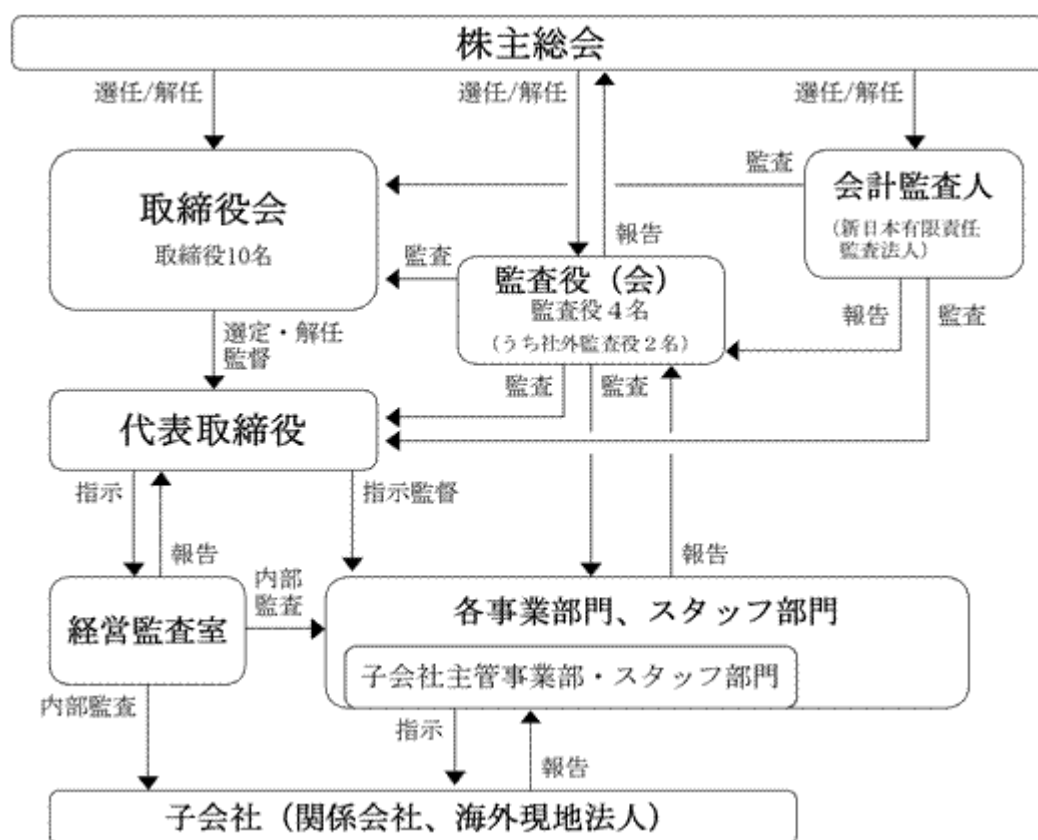 株主総会
選任/解任
選任/解任
選任/解任
取締役会
取締役10名
監査
会計監査人
(新日本有限責任
監査法人)
報告
監査
監査役（会）
監査役４名
(うち社外監査役２名)
報告
監査
選定・解任
監督
監査
監査
代表取締役
指示
指示監督
報告
報告
内部
監査
経営監査室
各事業部門、スタッフ部門
子会社主管事業部・スタッフ部門
内部監査
指示
報告
子会社（関係会社、海外現地法人）